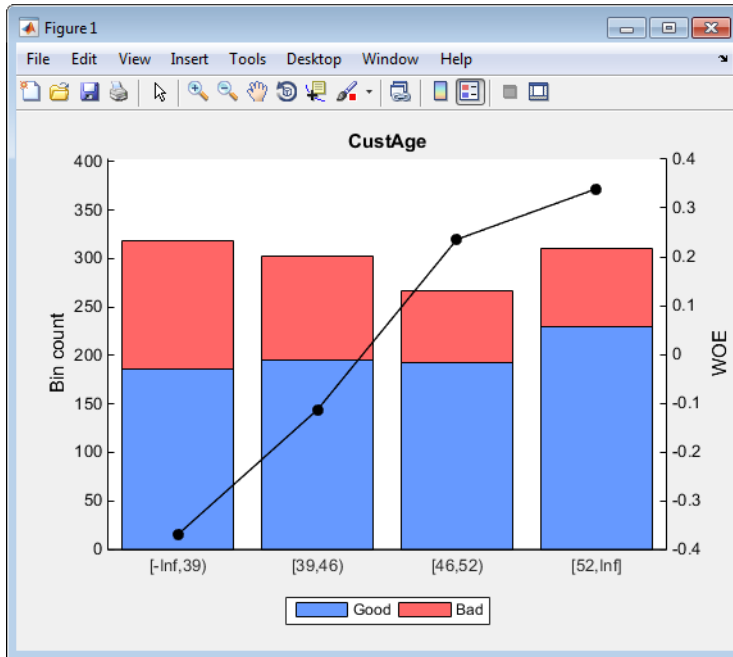 Figure 1
File Edit View Insert Tools Desktop Window Help
CustAge
400
350
300
250
200
150
100
50
0
Bin count
0.4
0.3
0.2
0.1
0
-0.1
-0.2
-0.3
-0.4
WOE
[-Inf,39) [39,46) [46,52) [52,Inf]
Good Bad